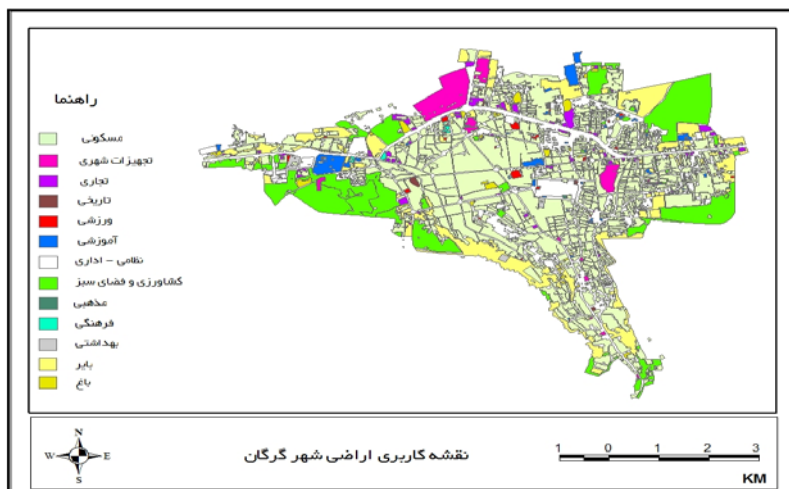 راهنما
مسکونی
تجهیزات شهری
تجاری
تاریخی
ورزشی
آموزشی
نظامی - اداری
کشاورزی و فضای سبز
مذهبی
فرهنگی
بهداشتی
بایر
باغ
N
W E
S
نقشه کاربری اراضی شهر گرگان
1 0 1 2 3
KM